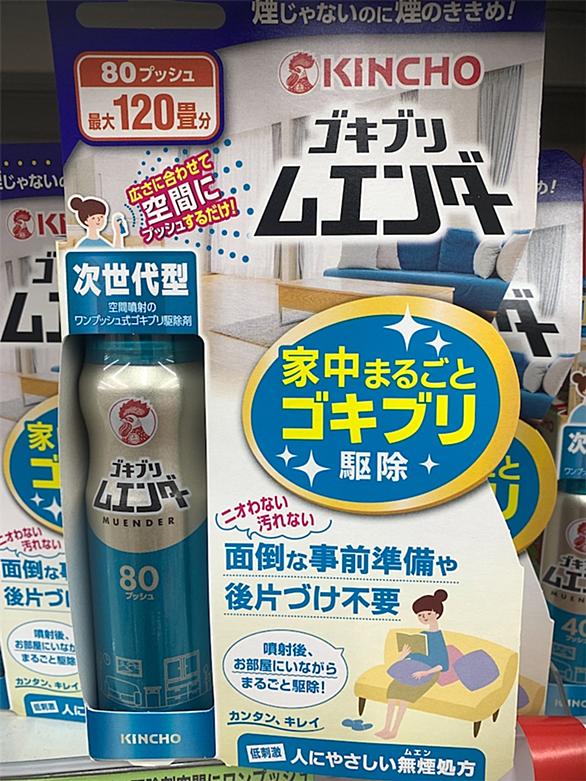 煙じゃないのに煙のききめ!
80プッシュ
最大120畳分
KINCHO
ゴキブリ
ムエンダー
広さに合わせて
空間に
プッシュするだけ!
次世代型
空間噴射の
ワンプッシュ式ゴキブリ駆除剤
家中まるごと
ゴキブリ
駆除
ゴキブリ
ムエンダー
MUENDER
80
プッシュ
ニオわない
汚れない
面倒な事前準備や
後片づけ不要
噴射後、
お部屋にいながら
まるごと駆除!
カンタン、キレイ
KINCHO
低刺激 人にやさしい無煙処方
ムエン